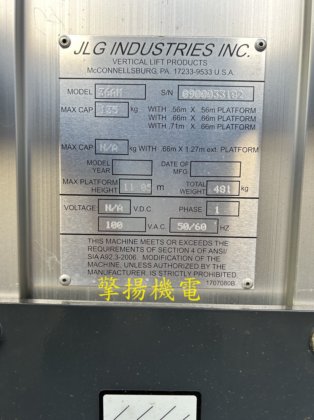 JLG INDUSTRIES INC.
VERTICAL LIFT PRODUCTS
McCONNELLSBURG, PA. 17233-9533 U.S.A.
MODEL 36AM S/N 0900033102
MAX CAP 135 kg WITH .56m X .56m PLATFORM
WITH .66m X .66m PLATFORM
WITH .71m X .66m PLATFORM
MAX CAP N/A kg WITH .66m X 1.27m ext. PLATFORM
MODEL YEAR DATE OF MFG
MAX PLATFORM HEIGHT m TOTAL WEIGHT 481 kg
VOLTAGE N/A V.D.C. PHASE 1
100 V.A.C. 50/60 HZ
THIS MACHINE MEETS OR EXCEEDS THE
REQUIREMENTS OF SECTION 4 OF ANSI/
SIA A92.3-2006. MODIFICATION OF THE
MACHINE, UNLESS AUTHORIZED BY THE
MANUFACTURER, IS STRICTLY PROHIBITED.
1707080B
擎揚機電